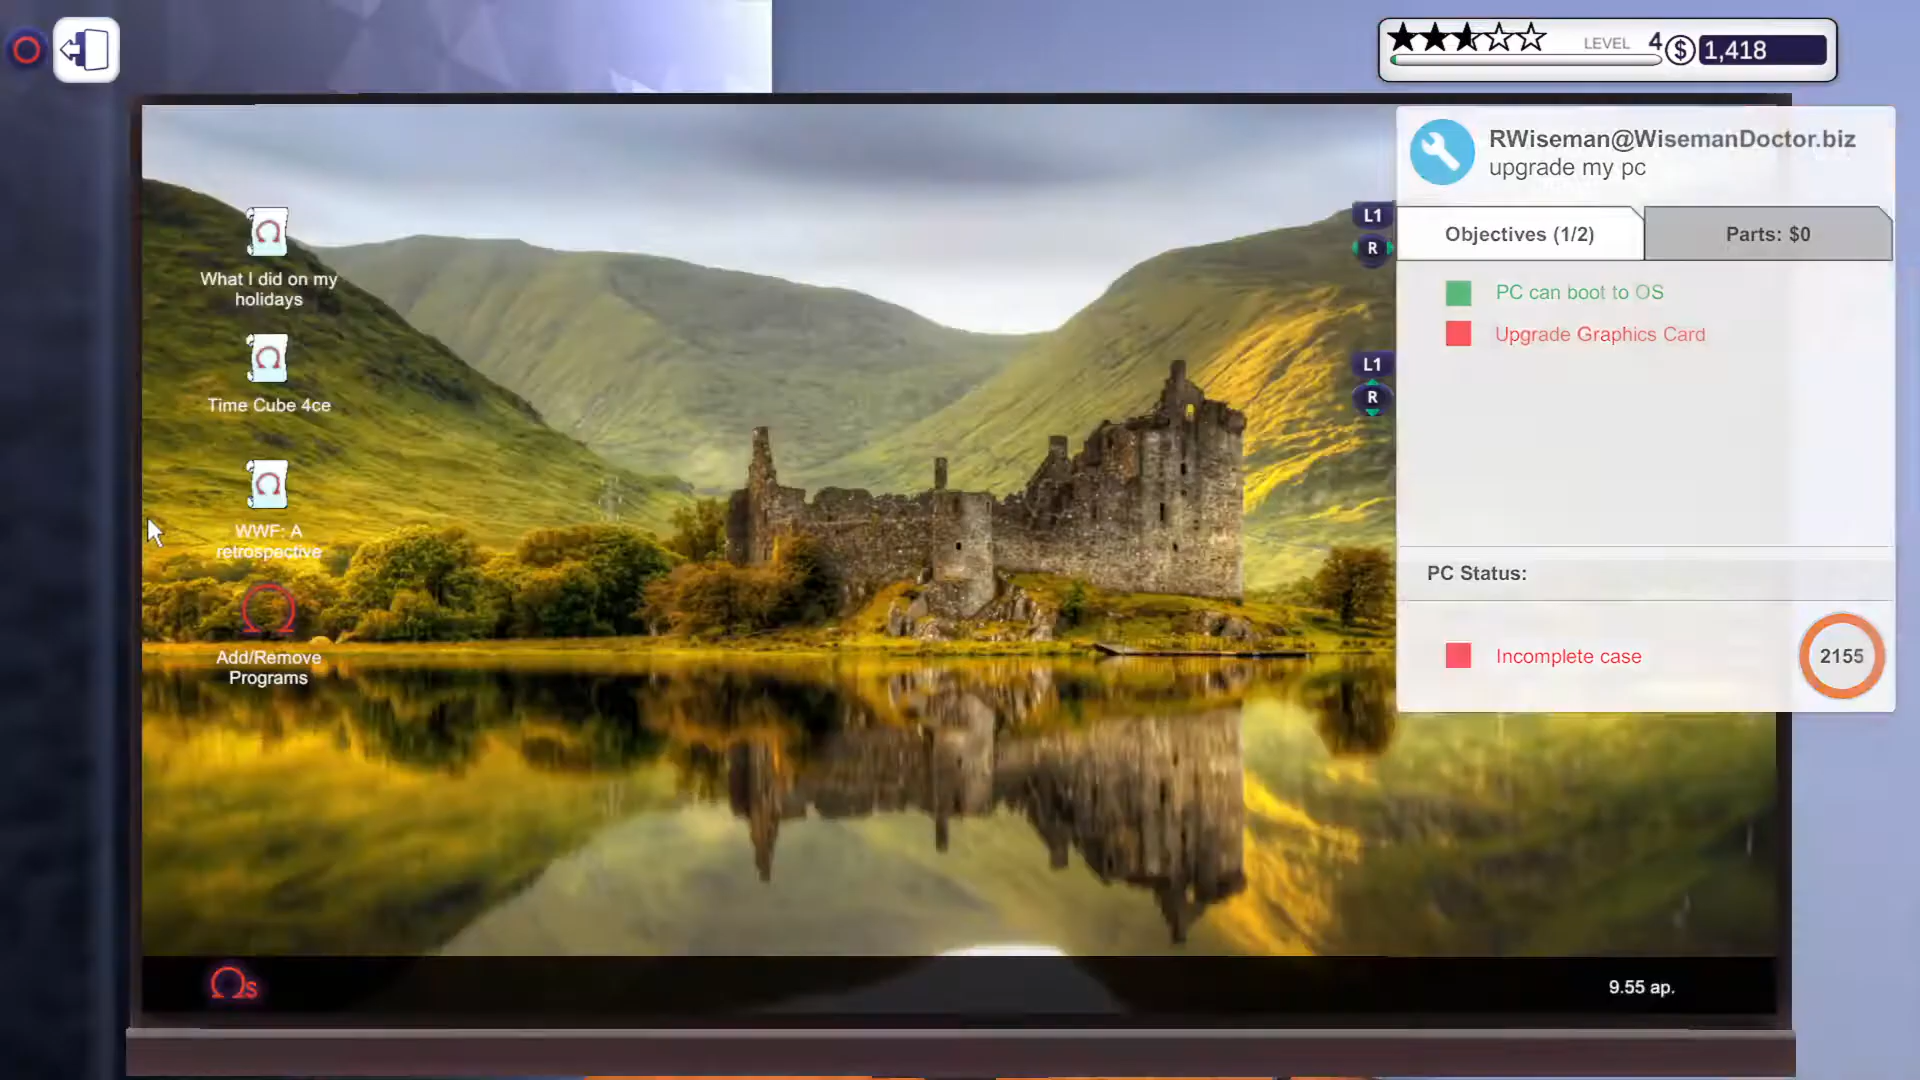 LEVEL 4 $ 1,418
RWiseman@WisemanDoctor.biz
upgrade my pc
L1
R
Objectives (1/2)
Parts: $0
PC can boot to OS
Upgrade Graphics Card
L1
R
PC Status:
Incomplete case
2155
What I did on my
holidays
Time Cube 4ce
WWF: A
retrospective
Add/Remove
Programs
Ωs
9.55 ap.